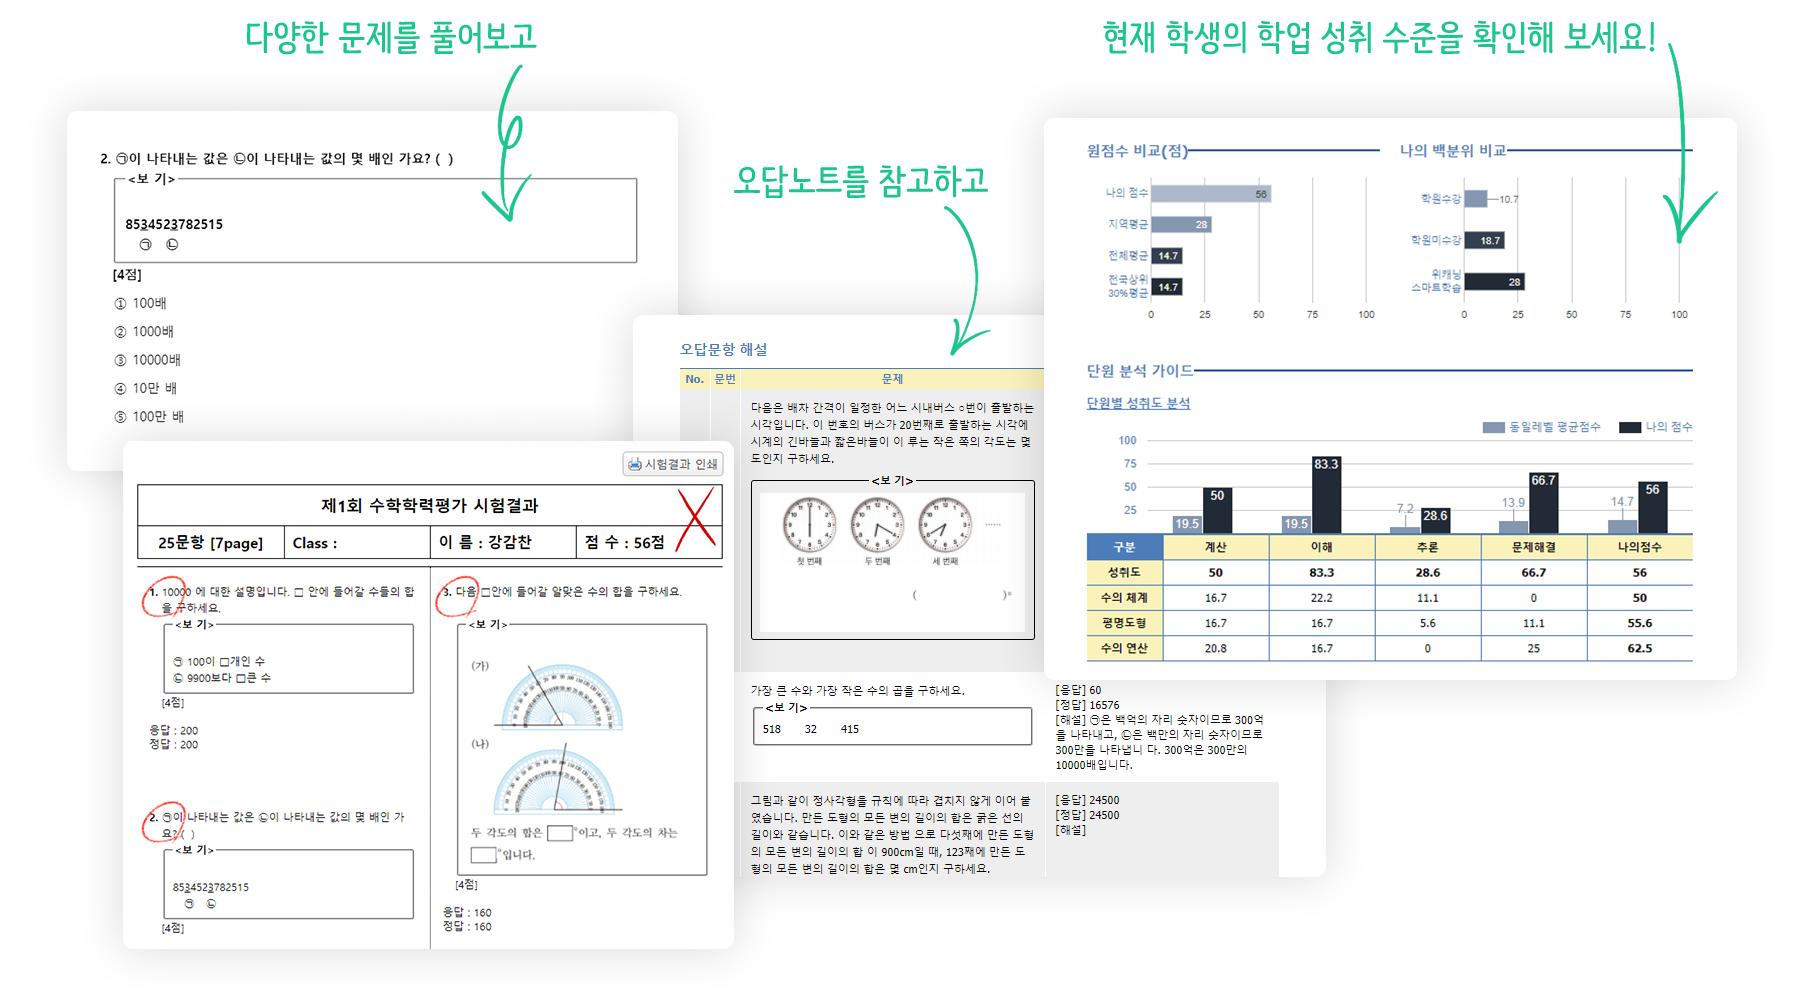 다양한 문제를 풀어보고
2. ㉠이 나타내는 값은 ㉡이 나타내는 값의 몇 배인 가요? ( )
<보 기>
8534523782515
㉠ ㉡
[4점]
① 100배
② 1000배
③ 10000배
④ 10만 배
⑤ 100만 배
시험결과 인쇄
제1회 수학학력평가 시험결과
25문항 [7page]
Class :
이 름 : 강감찬
점 수 : 56점
1. 10000 에 대한 설명입니다. □ 안에 들어갈 수들의 합
을 구하세요.
<보 기>
㉠ 100이 □개인 수
㉡ 9900보다 □큰 수
[4점]
응답 : 200
정답 : 200
2. ㉠이 나타내는 값은 ㉡이 나타내는 값의 몇 배인 가
요? ( )
<보 기>
8534523782515
㉠ ㉡
[4점]
3. 다음 □안에 들어갈 알맞은 수의 합을 구하세요.
<보 기>
(가)
(나)
두 각도의 합은 □°이고, 두 각도의 차는
□°입니다.
[4점]
응답 : 160
정답 : 160
오답노트를 참고하고
오답문항 해설
No. 문번 문제
다음은 배차 간격이 일정한 어느 시내버스 ○번이 출발하는
시각입니다. 이 번호의 버스가 20번째로 출발하는 시각에
시계의 긴바늘과 짧은바늘이 이 루는 작은 쪽의 각도는 몇
도인지 구하세요.
<보 기>
첫 번째 두 번째 세 번째 ......
( )°
가장 큰 수와 가장 작은 수의 곱을 구하세요.
<보 기>
518 32 415
[응답] 60
[정답] 16576
[해설] ㉠은 백억의 자리 숫자이므로 300억
을 나타내고, ㉡은 백만의 자리 숫자이므로
300만을 나타냅니 다. 300억은 300만의
10000배입니다.
그림과 같이 정사각형을 규칙에 따라 겹치지 않게 이어 붙
였습니다. 만든 도형의 모든 변의 길이의 합은 굵은 선의
길이와 같습니다. 이와 같은 방법 으로 다섯째에 만든 도형
의 모든 변의 길이의 합 이 900cm일 때, 123째에 만든 도
형의 모든 변의 길이의 합은 몇 cm인지 구하세요.
[응답] 24500
[정답] 24500
[해설]
현재 학생의 학업 성취 수준을 확인해 보세요!
원점수 비교(점)
나의 점수 56
지역평균 28
전체평균 14.7
전국상위
30%평균 14.7
0 25 50 75 100
나의 백분위 비교
학원수강 10.7
학원미수강 18.7
위캐닝
스마트학습 28
0 25 50 75 100
단원 분석 가이드
단원별 성취도 분석
동일레벨 평균점수 나의 점수
100
75
50
25
19.5 50 19.5 83.3 7.2 28.6 13.9 66.7 14.7 56
구분 계산 이해 추론 문제해결 나의점수
성취도 50 83.3 28.6 66.7 56
수의 체계 16.7 22.2 11.1 0 50
평명도형 16.7 16.7 5.6 11.1 55.6
수의 연산 20.8 16.7 0 25 62.5